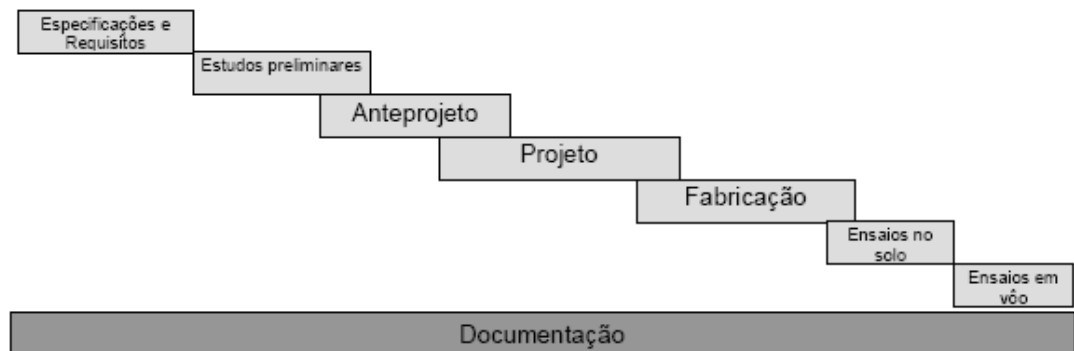 Especificações e
Requisitos
Estudos preliminares
Anteprojeto
Projeto
Fabricação
Ensaios no
solo
Ensaios em
vôo
Documentação